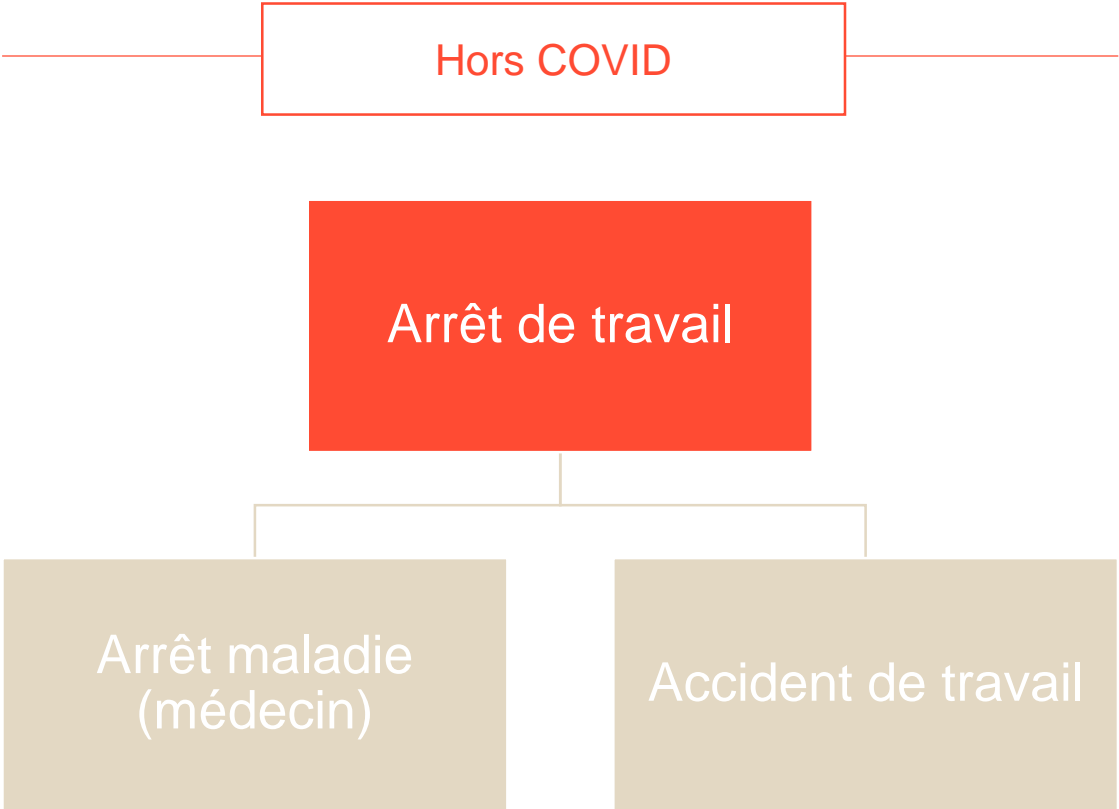 Hors COVID
Arrêt de travail
Arrêt maladie
(médecin)
Accident de travail